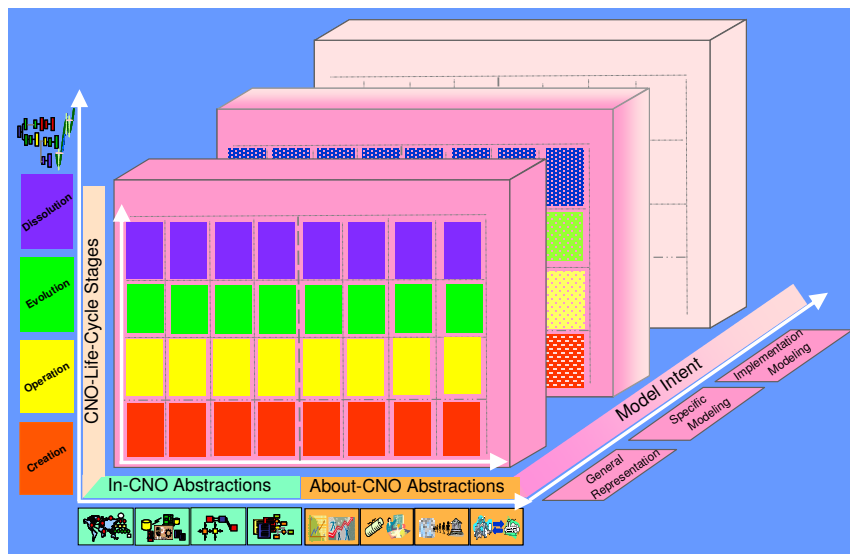 Dissolution
Evolution
Operation
Creation
CNO-Life-Cycle Stages
In-CNO Abstractions
About-CNO Abstractions
Model Intent
General
Representation
Specific
Modeling
Implementation
Modeling